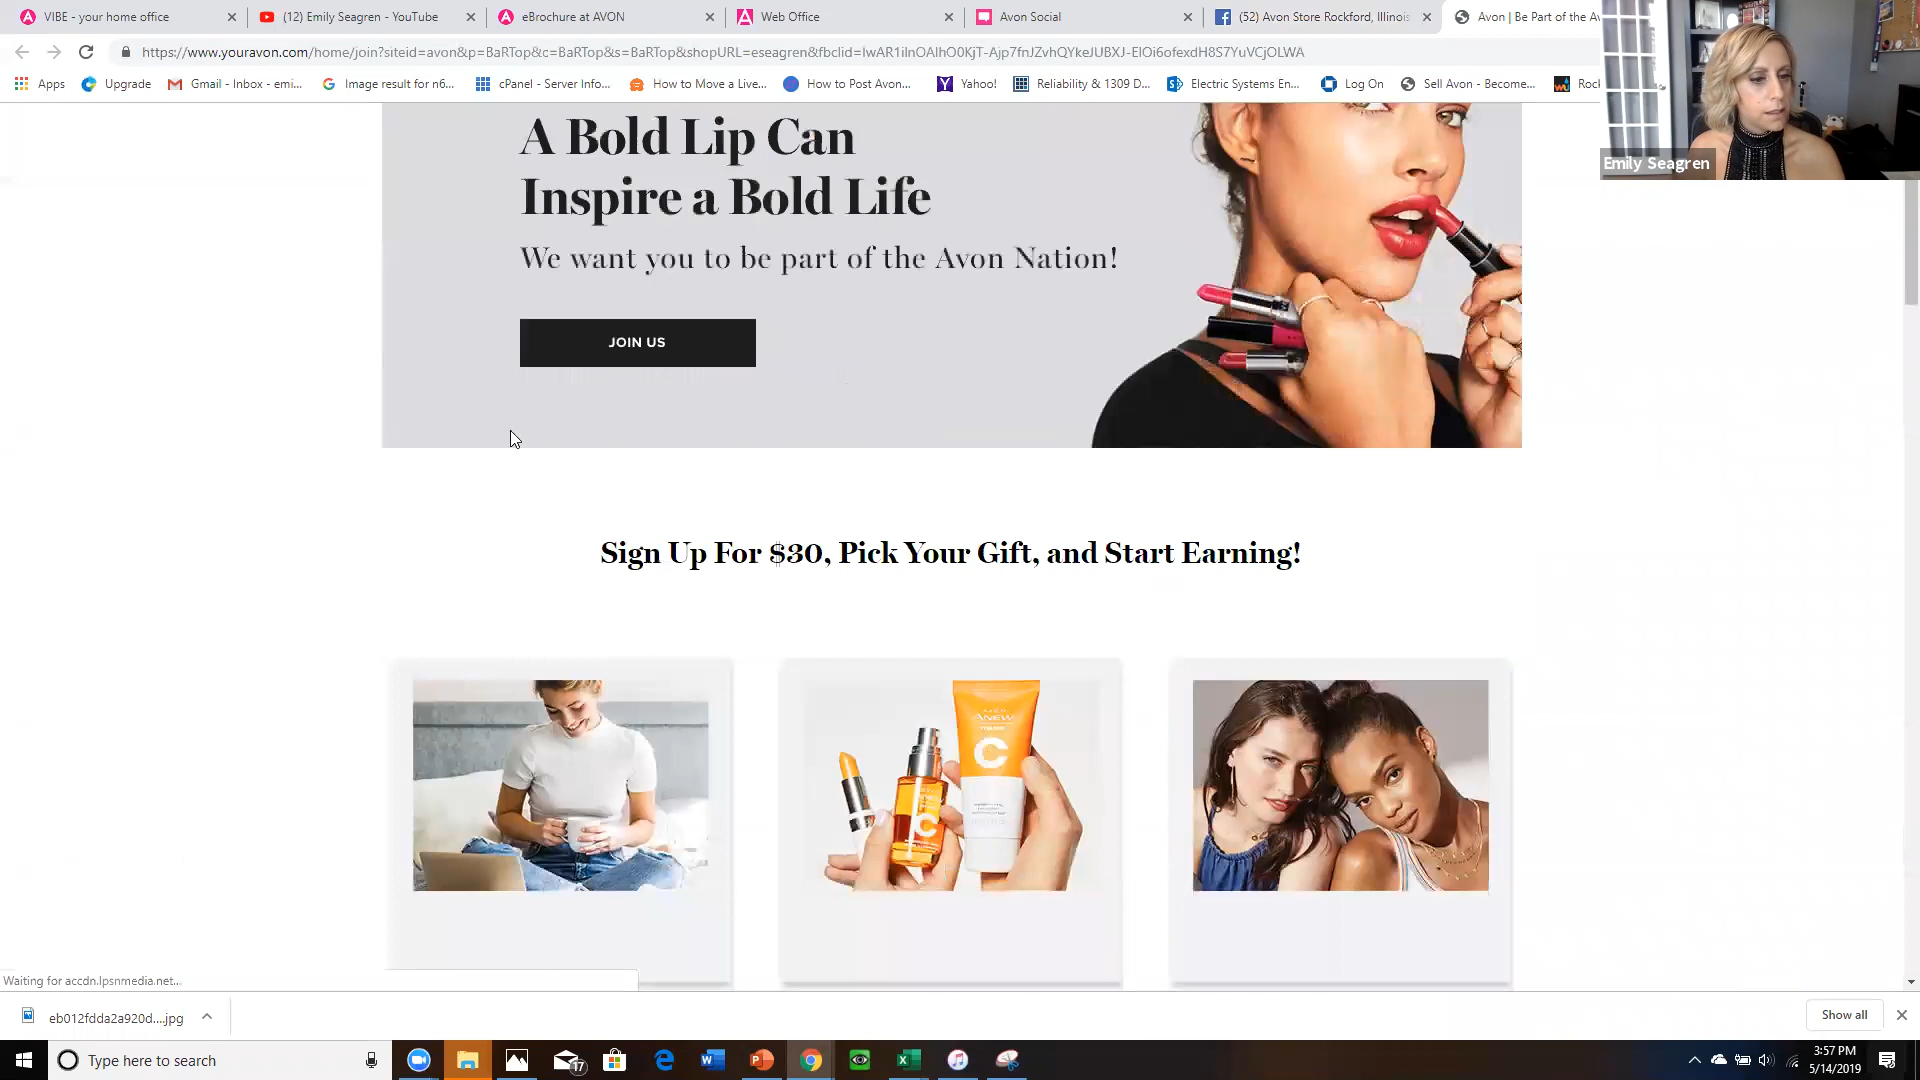 VIBE - your home office
(12) Emily Seagren - YouTube
eBrochure at AVON
Web Office
Avon Social
(52) Avon Store Rockford, Illinois
Avon | Be Part of the Av
https://www.youravon.com/home/join?siteid=avon&p=BaRTop&c=BaRTop&s=BaRTop&shopURL=eseagren&fbclid=
Apps
Upgrade
Gmail - Inbox - emi...
Image result for n6...
cPanel - Server Info...
How to Move a Live...
How to Post Avon...
Yahoo!
Reliability & 1309 D...
Electric Systems En...
Log On
Sell Avon - Become...
Rock
Emily Seagren
A Bold Lip Can
Inspire a Bold Life
We want you to be part of the Avon Nation!
JOIN US
Sign Up For $30, Pick Your Gift, and Start Earning!
ANEW
C
C
Waiting for accdn.lpsnmedia.net...
eb012fdda2a920d....jpg
Show all
Type here to search
17
3:57 PM
5/14/2019